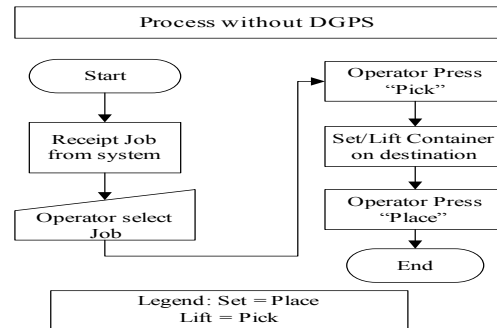 Process without DGPS
Start
Receipt Job
from system
Operator select
Job
Operator Press
“Pick”
Set/Lift Container
on destination
Operator Press
“Place”
End
Legend: Set = Place
Lift = Pick